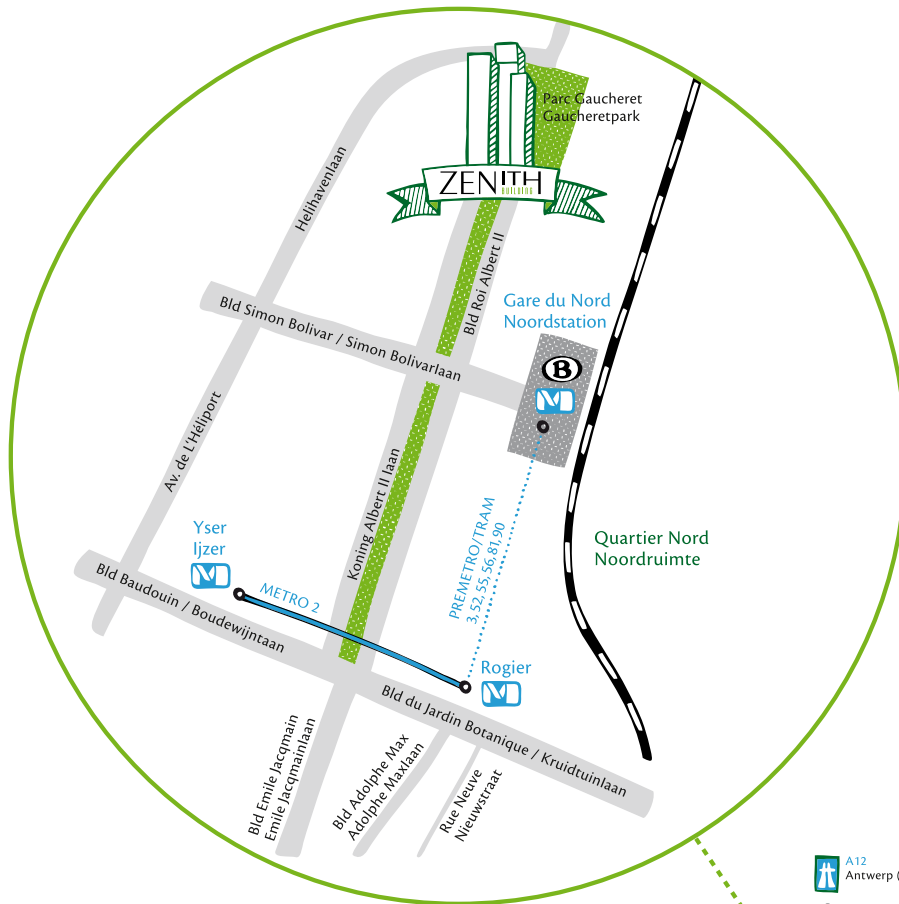 Parc Gaucheret
Gaucheretpark
ZENITH
BUILDING
Helihavenlaan
Bld Roi Albert II
Gare du Nord
Noordstation
Bld Simon Bolivar / Simon Bolivarlaan
B
M
Av. de L'Héliport
Koning Albert II laan
PREMETRO/TRAM
3, 52, 55, 56, 81, 90
Yser
Ijzer
M
Quartier Nord
Noordruimte
METRO 2
Bld Baudouin / Boudewijntaan
Rogier
M
Bld du Jardin Botanique / Kruidtuinlaan
Bld Emile Jacqmain
Emile Jacqmainlaan
Bld Adolphe Max
Adolphe Maxlaan
Rue Neuve
Nieuwstraat
A12
Antwerp (